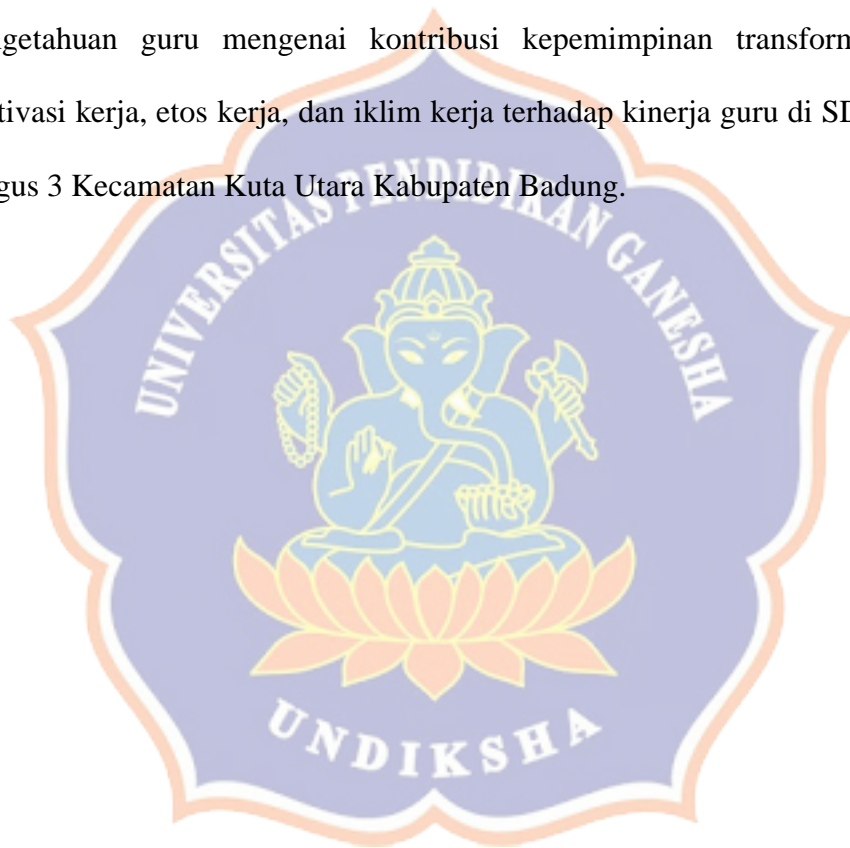 ngetahuan guru mengenai kontribusi kepemimpinan transform
tivasi kerja, etos kerja, dan iklim kerja terhadap kinerja guru di SD
gus 3 Kecamatan Kuta Utara Kabupaten Badung.
UNIVERSITAS PENDIDIKAN GANESHA
UNDIKSHA